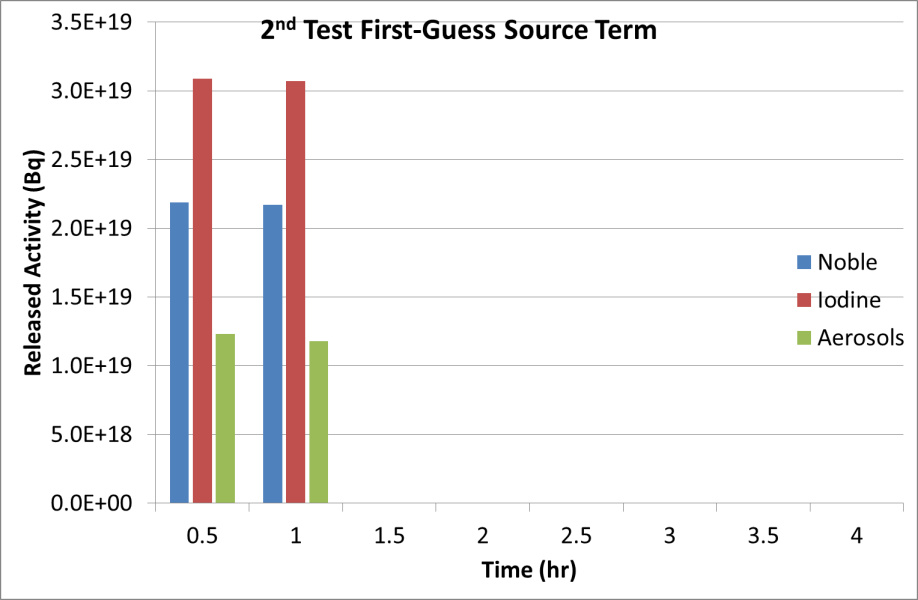 2nd Test First-Guess Source Term
3.5E+19
3.0E+19
2.5E+19
2.0E+19
1.5E+19
1.0E+19
5.0E+18
0.0E+00
Released Activity (Bq)
Noble
Iodine
Aerosols
0.5 1 1.5 2 2.5 3 3.5 4
Time (hr)